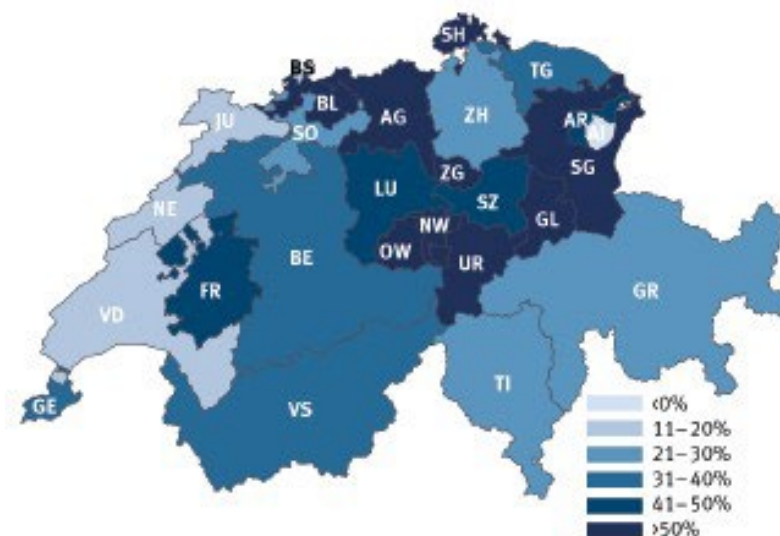 SH
BS
TG
BL
JU
AG
ZH
AR
AI
SO
SG
ZG
LU
NE
SZ
GL
NW
OW
BE
UR
FR
GR
VD
TI
GE
VS
<0%
11–20%
21–30%
31–40%
41–50%
>50%